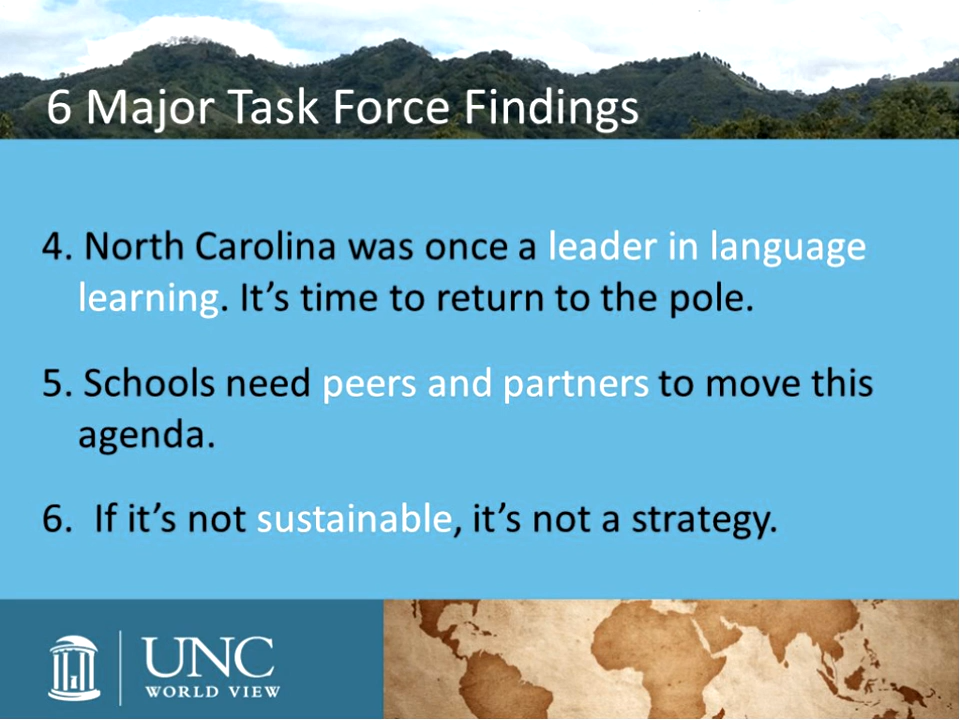 6 Major Task Force Findings
4. North Carolina was once a leader in language
learning. It’s time to return to the pole.
5. Schools need peers and partners to move this
agenda.
6. If it’s not sustainable, it’s not a strategy.
UNC
WORLD VIEW